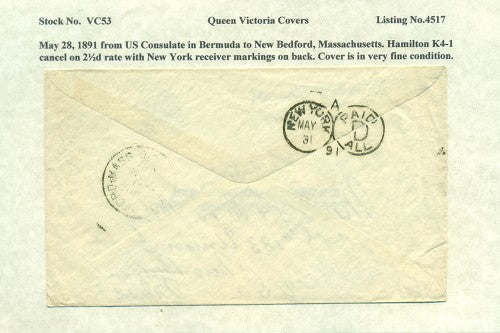 Stock No. VC53 Queen Victoria Covers Listing No.4517
May 28, 1891 from US Consulate in Bermuda to New Bedford, Massachusetts. Hamilton K4-1
cancel on 2½d rate with New York receiver markings on back. Cover is in very fine condition.
A
NEW YORK
MAY
31
91
PAID
D
ALL
FORD. MASS.